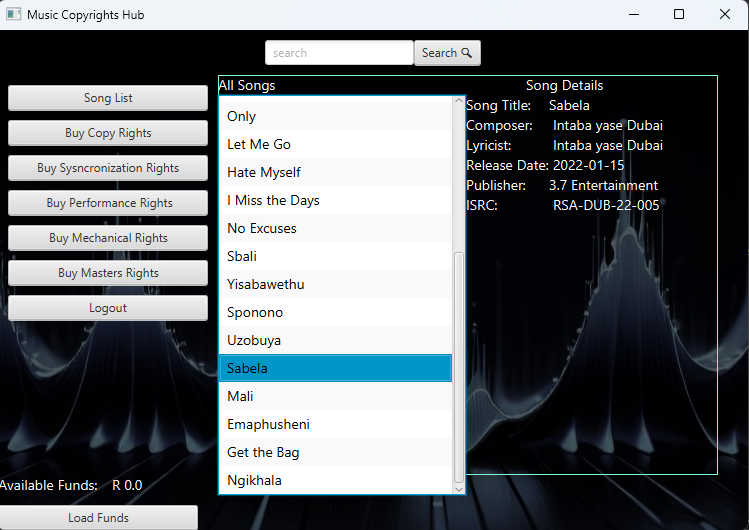 Music Copyrights Hub
search
Search
Song List
Buy Copy Rights
Buy Sysncronization Rights
Buy Performance Rights
Buy Mechanical Rights
Buy Masters Rights
Logout
Available Funds: R 0.0
Load Funds
All Songs
Only
Let Me Go
Hate Myself
I Miss the Days
No Excuses
Sbali
Yisabawethu
Sponono
Uzobuya
Sabela
Mali
Emaphusheni
Get the Bag
Ngikhala
Song Details
Song Title: Sabela
Composer: Intaba yase Dubai
Lyricist: Intaba yase Dubai
Release Date: 2022-01-15
Publisher: 3.7 Entertainment
ISRC: RSA-DUB-22-005